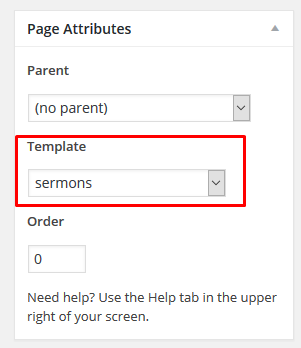 Page Attributes
Parent
(no parent)
Template
sermons
Order
0
Need help? Use the Help tab in the upper
right of your screen.